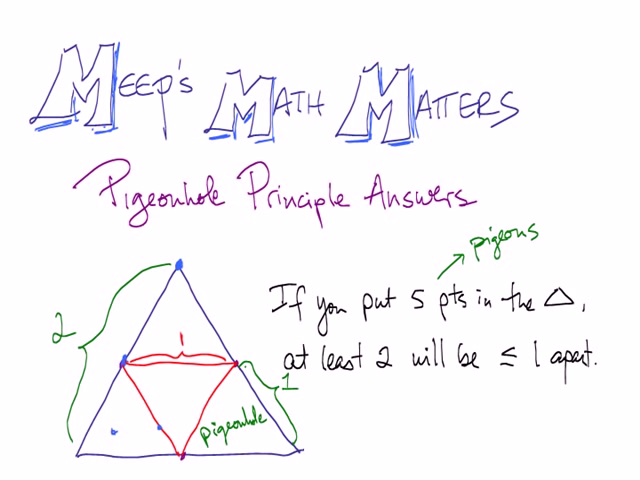 MEEP'S MATH MATTERS
Pigeonhole Principle Answers
pigeons
If you put 5 pts in the △,
at least 2 will be ≤ 1 apart.
2
1
1
pigeonhole